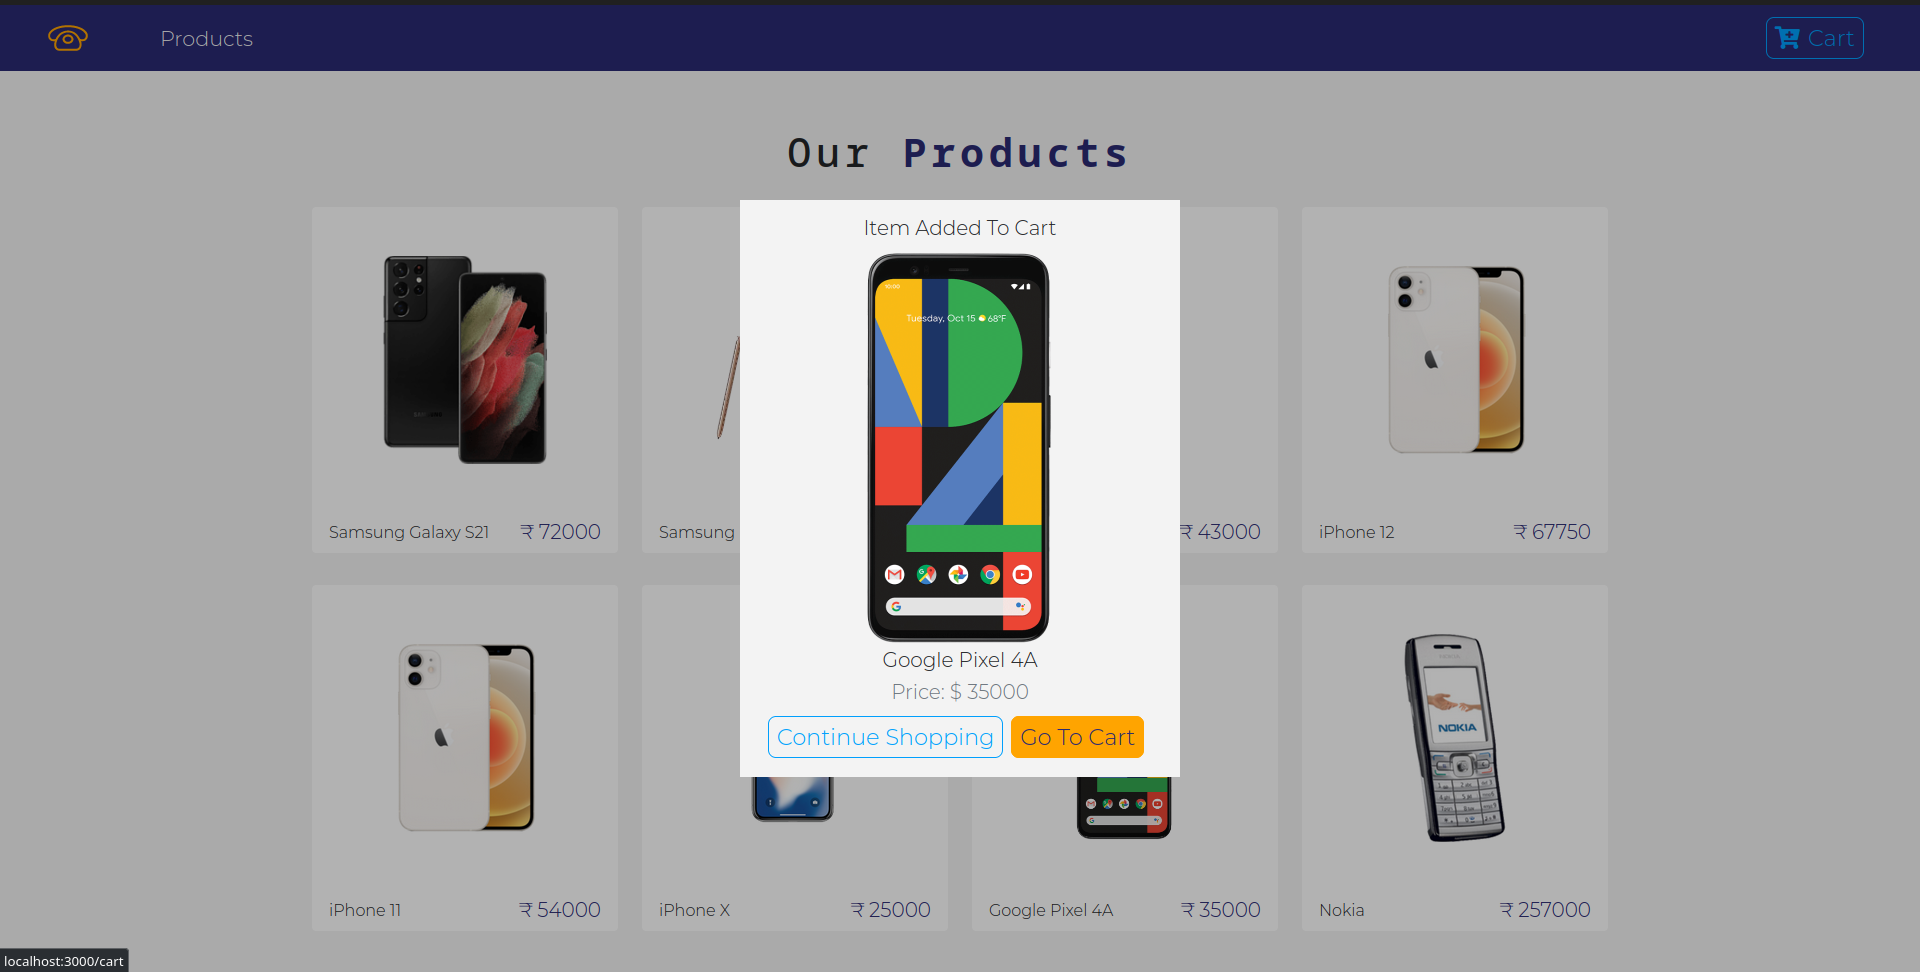 Products
Cart
Our Products
Item Added To Cart
10:00
Tuesday, Oct 15 68°F
Samsung Galaxy S21 ₹ 72000
Samsung
₹ 43000
iPhone 12 ₹ 67750
Google Pixel 4A
Price: $ 35000
Continue Shopping Go To Cart
NOKIA
iPhone 11 ₹ 54000
iPhone X ₹ 25000
Google Pixel 4A ₹ 35000
Nokia ₹ 257000
localhost:3000/cart